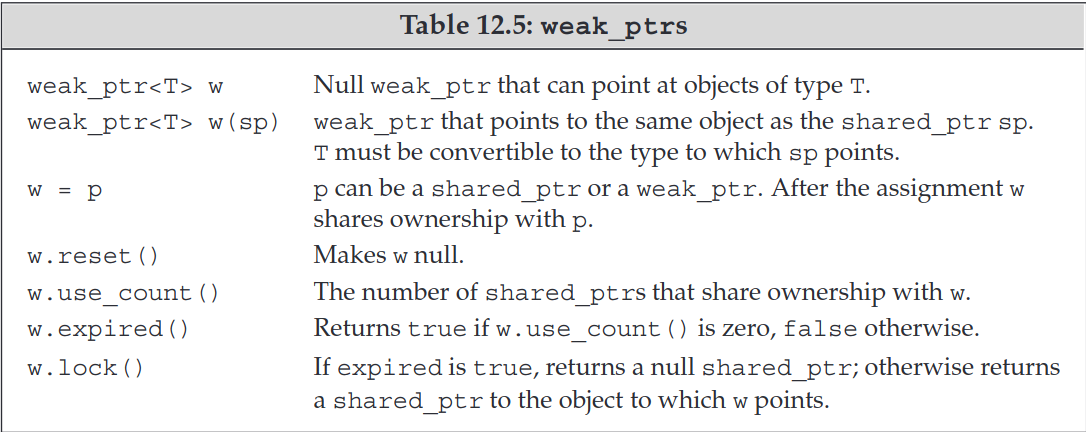 Table 12.5: weak_ptrs
weak_ptr<T> w Null weak_ptr that can point at objects of type T.
weak_ptr<T> w(sp) weak_ptr that points to the same object as the shared_ptr sp.
T must be convertible to the type to which sp points.
w = p p can be a shared_ptr or a weak_ptr. After the assignment w
shares ownership with p.
w.reset() Makes w null.
w.use_count() The number of shared_ptrs that share ownership with w.
w.expired() Returns true if w.use_count() is zero, false otherwise.
w.lock() If expired is true, returns a null shared_ptr; otherwise returns
a shared_ptr to the object to which w points.